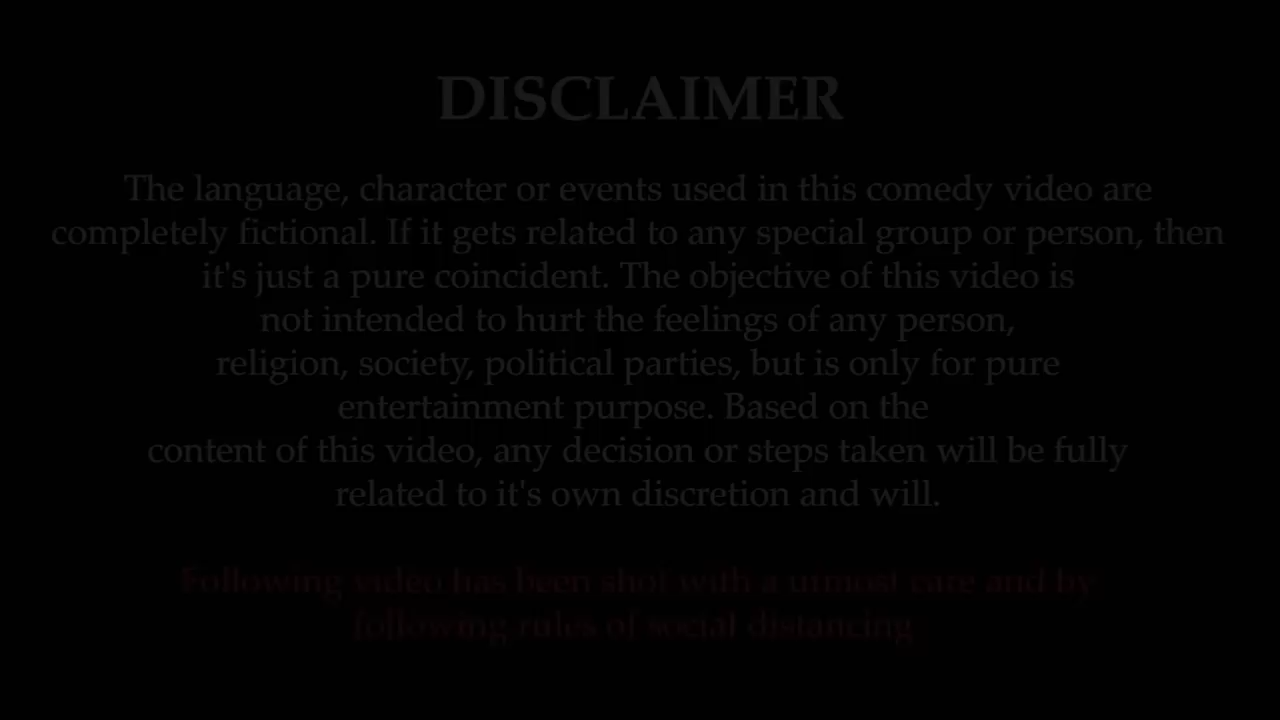 DISCLAIMER
The language, character or events used in this comedy video are
completely fictional. If it gets related to any special group or person, then
it's just a pure coincident. The objective of this video is
not intended to hurt the feelings of any person,
religion, society, political parties, but is only for pure
entertainment purpose. Based on the
content of this video, any decision or steps taken will be fully
related to it's own discretion and will.
Following video has been shot with a utmost care and by
following rules of social distancing